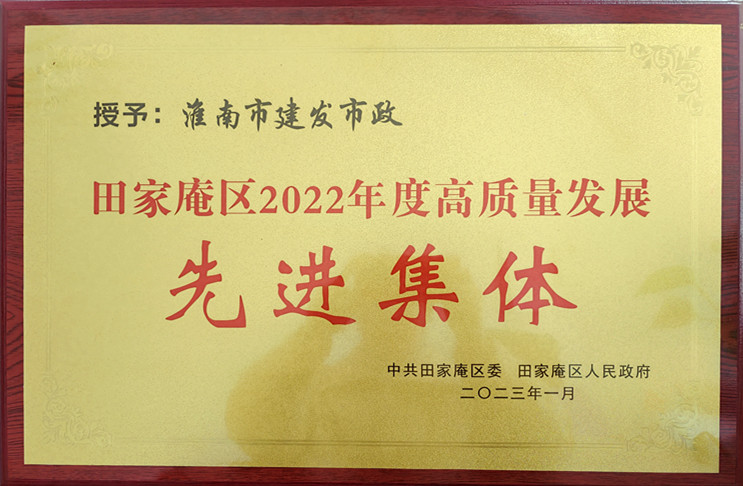 授予：淮南市建发市政
田家庵区2022年度高质量发展
先进集体
中共田家庵区委 田家庵区人民政府
二〇二三年一月